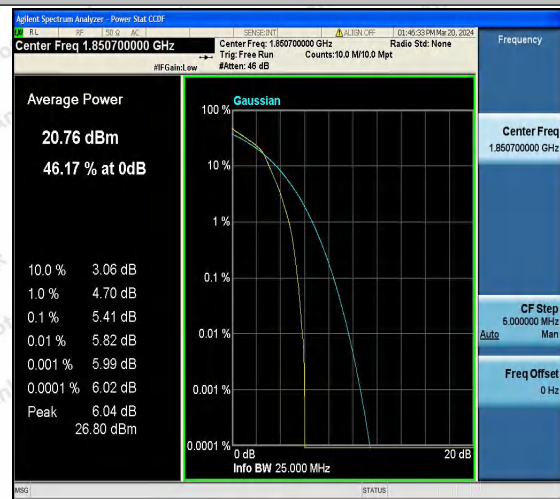 Agilent Spectrum Analyzer - Power Stat CCDF
RL RF 50 Ω AC SENSE:INT ALIGN OFF 01:46:33 PM Mar 20, 2024
Center Freq 1.850700000 GHz
Center Freq: 1.850700000 GHz Radio Std: None
Trig: Free Run Counts:10.0 M/10.0 Mpt
#IFGain:Low #Atten: 46 dB
Frequency
Average Power
20.76 dBm
46.17 % at 0dB
10.0 % 3.06 dB
1.0 % 4.70 dB
0.1 % 5.41 dB
0.01 % 5.82 dB
0.001 % 5.99 dB
0.0001 % 6.02 dB
Peak 6.04 dB
26.80 dBm
Gaussian
100 %
10 %
1 %
0.1 %
0.01 %
0.001 %
0.0001 %
0 dB 20 dB
Info BW 25.000 MHz
Center Freq
1.850700000 GHz
CF Step
5.000000 MHz
Auto Man
Freq Offset
0 Hz
MSG STATUS